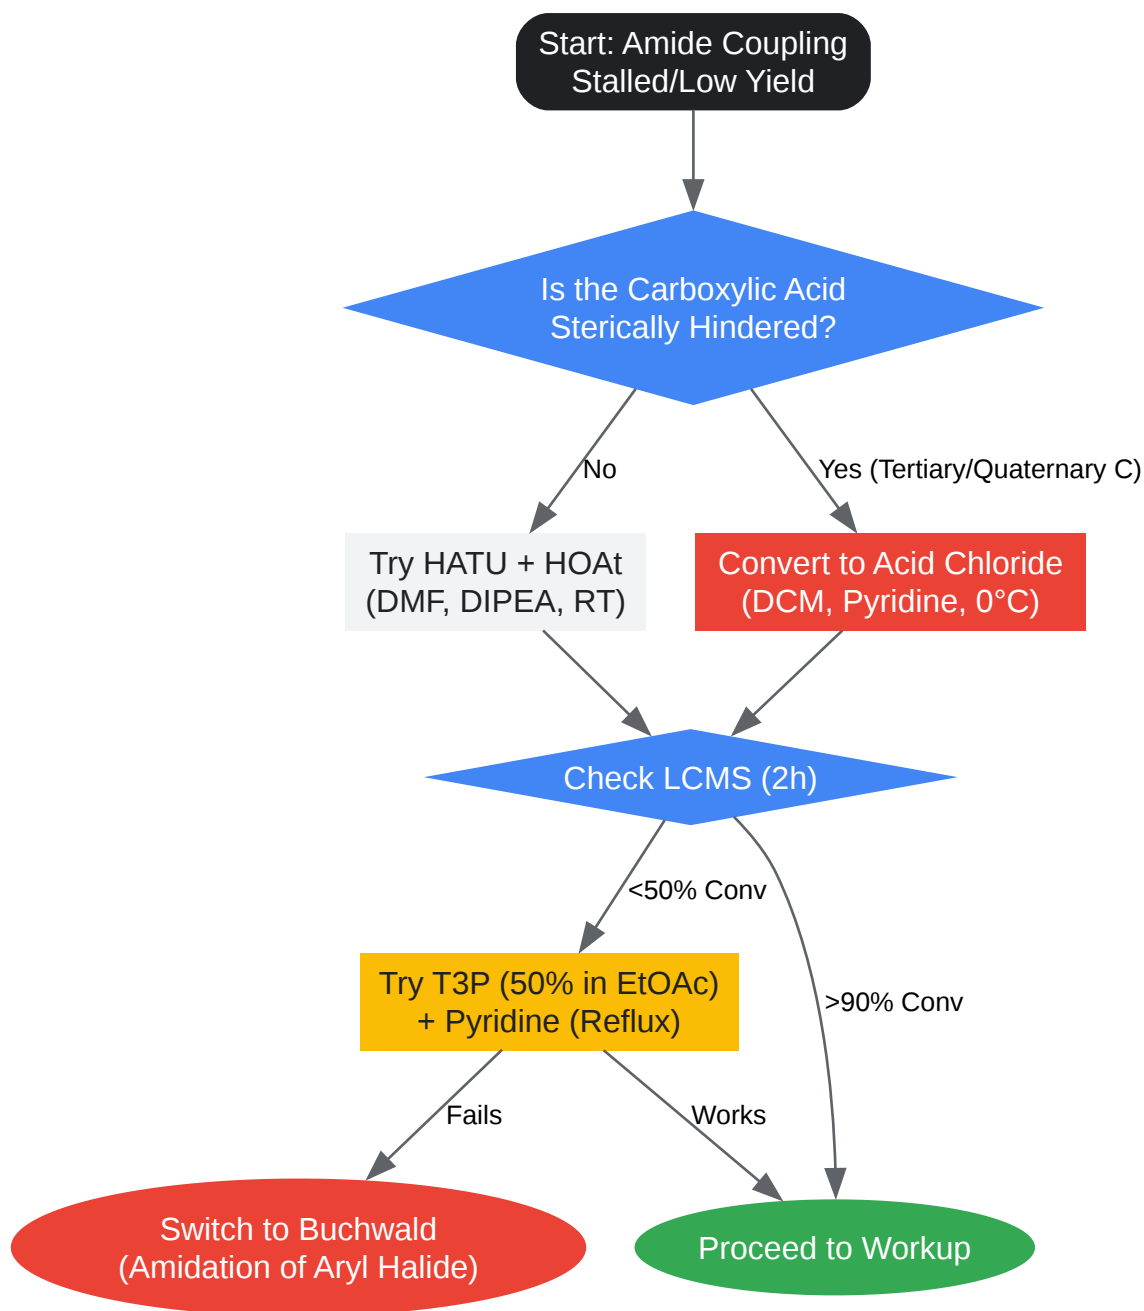 Start: Amide Coupling
Stalled/Low Yield
Is the Carboxylic Acid
Sterically Hindered?
No
Yes (Tertiary/Quaternary C)
Try HATU + HOAt
(DMF, DIPEA, RT)
Convert to Acid Chloride
(DCM, Pyridine, 0°C)
Check LCMS (2h)
<50% Conv
>90% Conv
Try T3P (50% in EtOAc)
+ Pyridine (Reflux)
Fails
Works
Switch to Buchwald
(Amidation of Aryl Halide)
Proceed to Workup